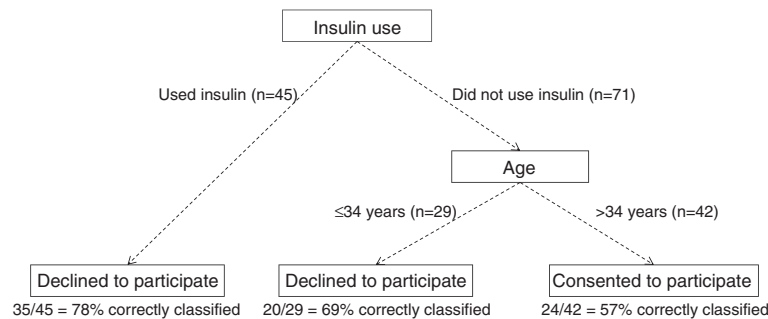 Insulin use
Used insulin (n=45)
Did not use insulin (n=71)
Age
≤34 years (n=29)
>34 years (n=42)
Declined to participate
Declined to participate
Consented to participate
35/45 = 78% correctly classified
20/29 = 69% correctly classified
24/42 = 57% correctly classified